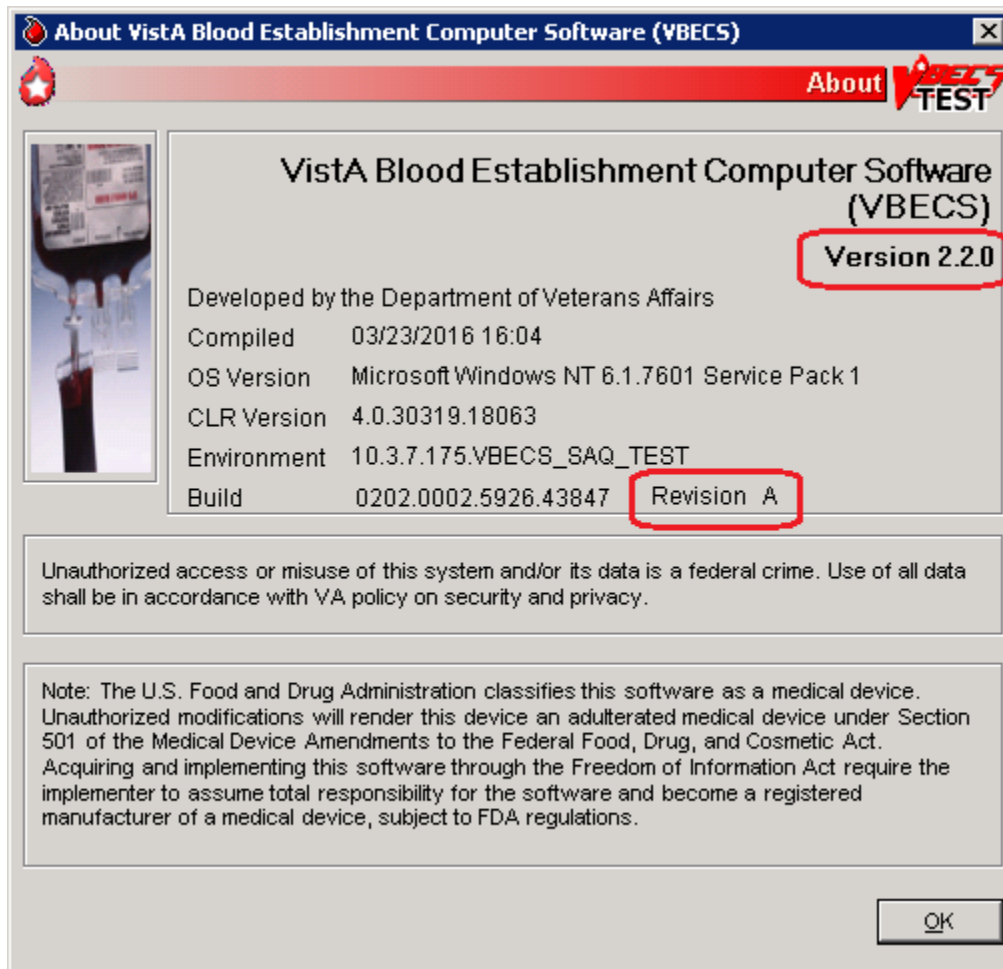 About VistA Blood Establishment Computer Software (VBECS)
About VBECS
TEST
VistA Blood Establishment Computer Software
(VBECS)
Version 2.2.0
Developed by the Department of Veterans Affairs
Compiled 03/23/2016 16:04
OS Version Microsoft Windows NT 6.1.7601 Service Pack 1
CLR Version 4.0.30319.18063
Environment 10.3.7.175.VBECS_SAQ_TEST
Build 0202.0002.5926.43847 Revision A
Unauthorized access or misuse of this system and/or its data is a federal crime. Use of all data
shall be in accordance with VA policy on security and privacy.
Note: The U.S. Food and Drug Administration classifies this software as a medical device.
Unauthorized modifications will render this device an adulterated medical device under Section
501 of the Medical Device Amendments to the Federal Food, Drug, and Cosmetic Act.
Acquiring and implementing this software through the Freedom of Information Act require the
implementer to assume total responsibility for the software and become a registered
manufacturer of a medical device, subject to FDA regulations.
OK